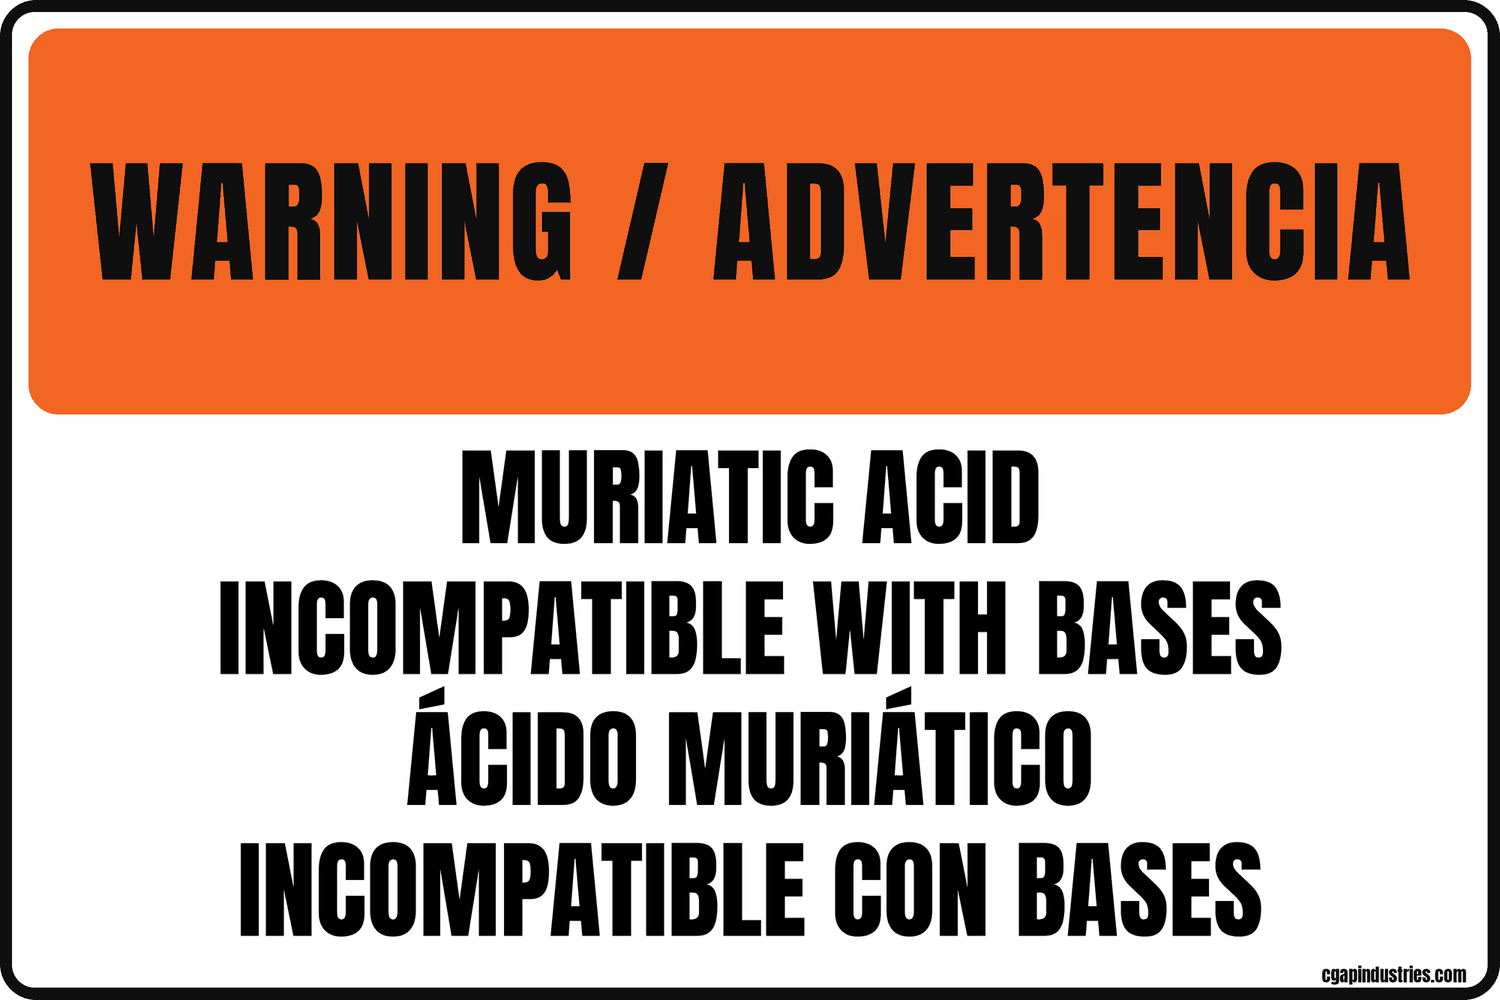 WARNING / ADVERTENCIA
MURIATIC ACID
INCOMPATIBLE WITH BASES
ÁCIDO MURIÁTICO
INCOMPATIBLE CON BASES
cgapindustries.com